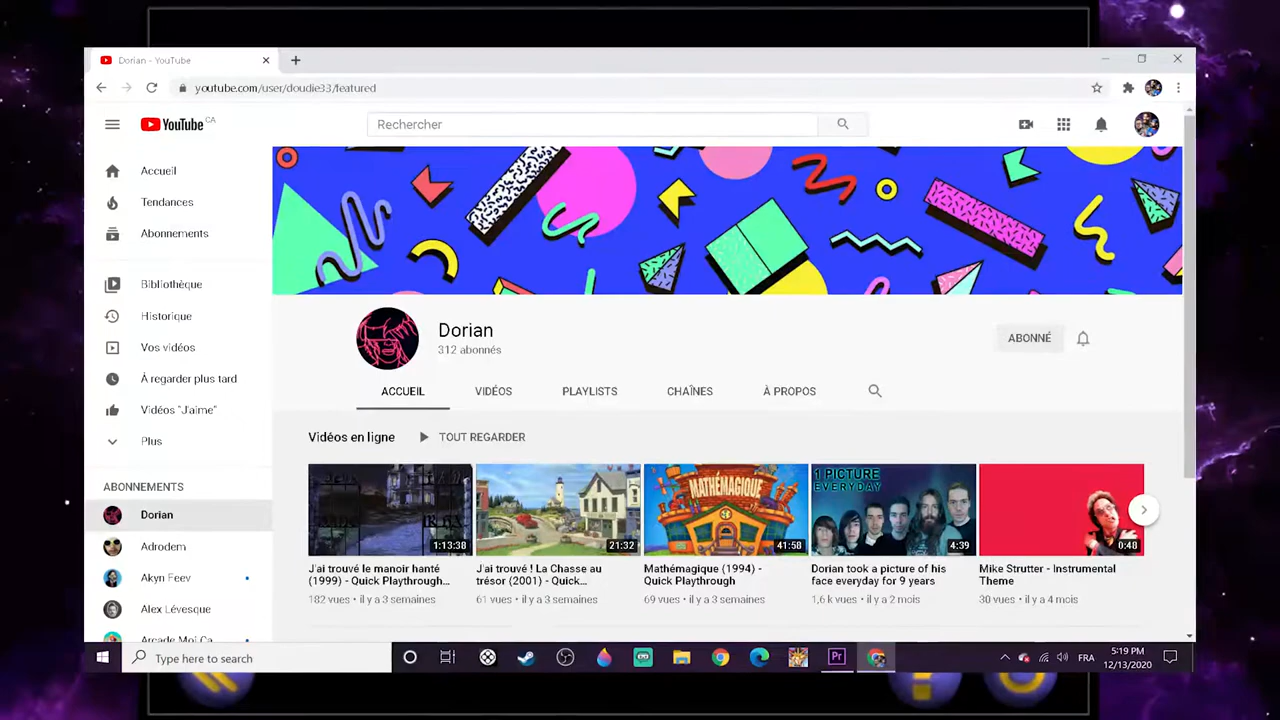 Dorian - YouTube
youtube.com/user/doudie33/featured
YouTube CA
Rechercher
Accueil
Tendances
Abonnements
Bibliothèque
Historique
Vos vidéos
À regarder plus tard
Vidéos "J'aime"
Plus
ABONNEMENTS
Dorian
Adrodem
Akyn Feev
Alex Lévesque
Arcade Moi Ça
Dorian
312 abonnés
ABONNÉ
ACCUEIL VIDÉOS PLAYLISTS CHAÎNES À PROPOS
Vidéos en ligne TOUT REGARDER
1:13:38
J'ai trouvé le manoir hanté
(1999) - Quick Playthrough...
182 vues • il y a 3 semaines
21:32
J'ai trouvé ! La Chasse au
trésor (2001) - Quick...
61 vues • il y a 3 semaines
MATHÉMAGIQUE
41:58
Mathémagique (1994) -
Quick Playthrough
69 vues • il y a 3 semaines
1 PICTURE
EVERYDAY
4:39
Dorian took a picture of his
face everyday for 9 years
1,6 k vues • il y a 2 mois
0:48
Mike Strutter - Instrumental
Theme
30 vues • il y a 4 mois
Type here to search
Pr
FRA
5:19 PM
12/13/2020